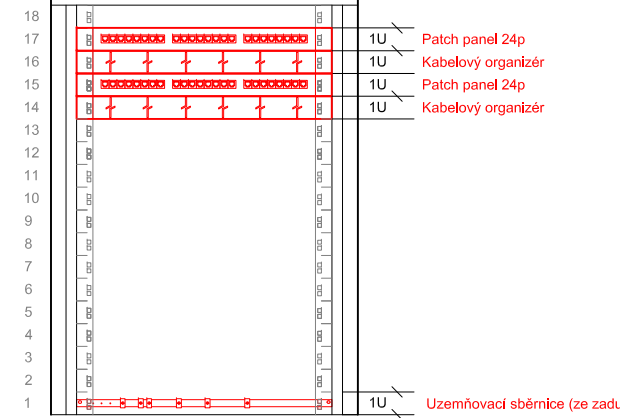 18
17 1U Patch panel 24p
16 1U Kabelový organizér
15 1U Patch panel 24p
14 1U Kabelový organizér
13
12
11
10
9
8
7
6
5
4
3
2
1 1U Uzemňovací sběrnice (ze zadu